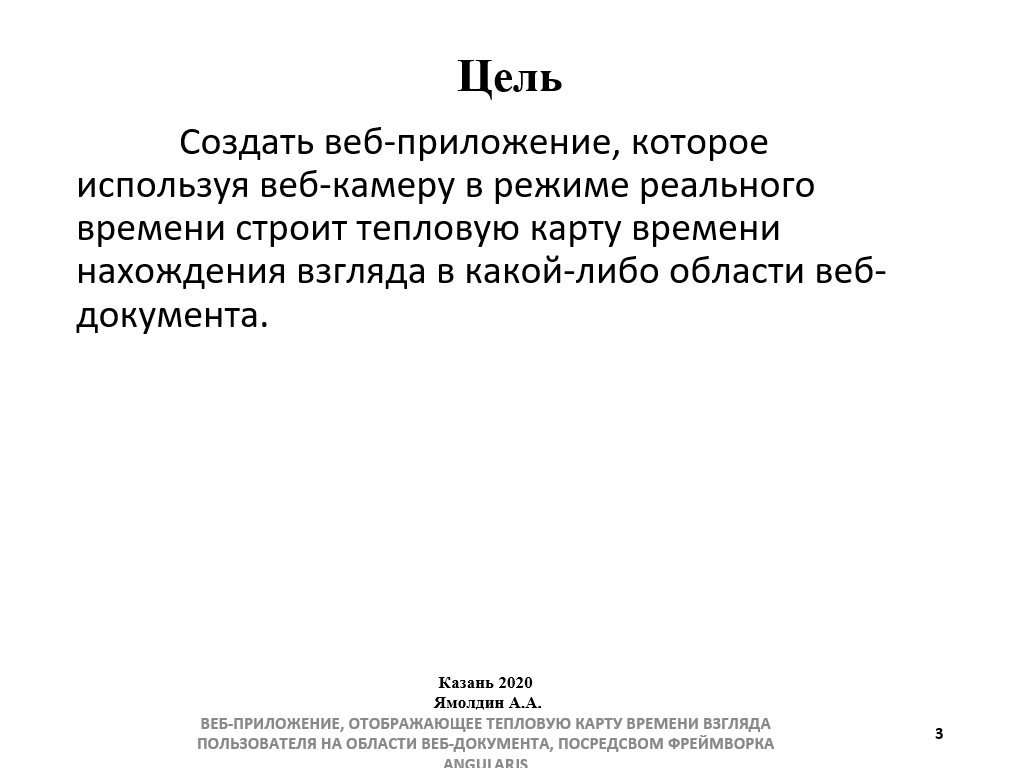 Цель
Создать веб-приложение, которое
используя веб-камеру в режиме реального
времени строит тепловую карту времени
нахождения взгляда в какой-либо области веб-
документа.
Казань 2020
Ямолдин А.А.
ВЕБ-ПРИЛОЖЕНИЕ, ОТОБРАЖАЮЩЕЕ ТЕПЛОВУЮ КАРТУ ВРЕМЕНИ ВЗГЛЯДА
ПОЛЬЗОВАТЕЛЯ НА ОБЛАСТИ ВЕБ-ДОКУМЕНТА, ПОСРЕДСВОМ ФРЕЙМВОРКА
ANGULARJS
3